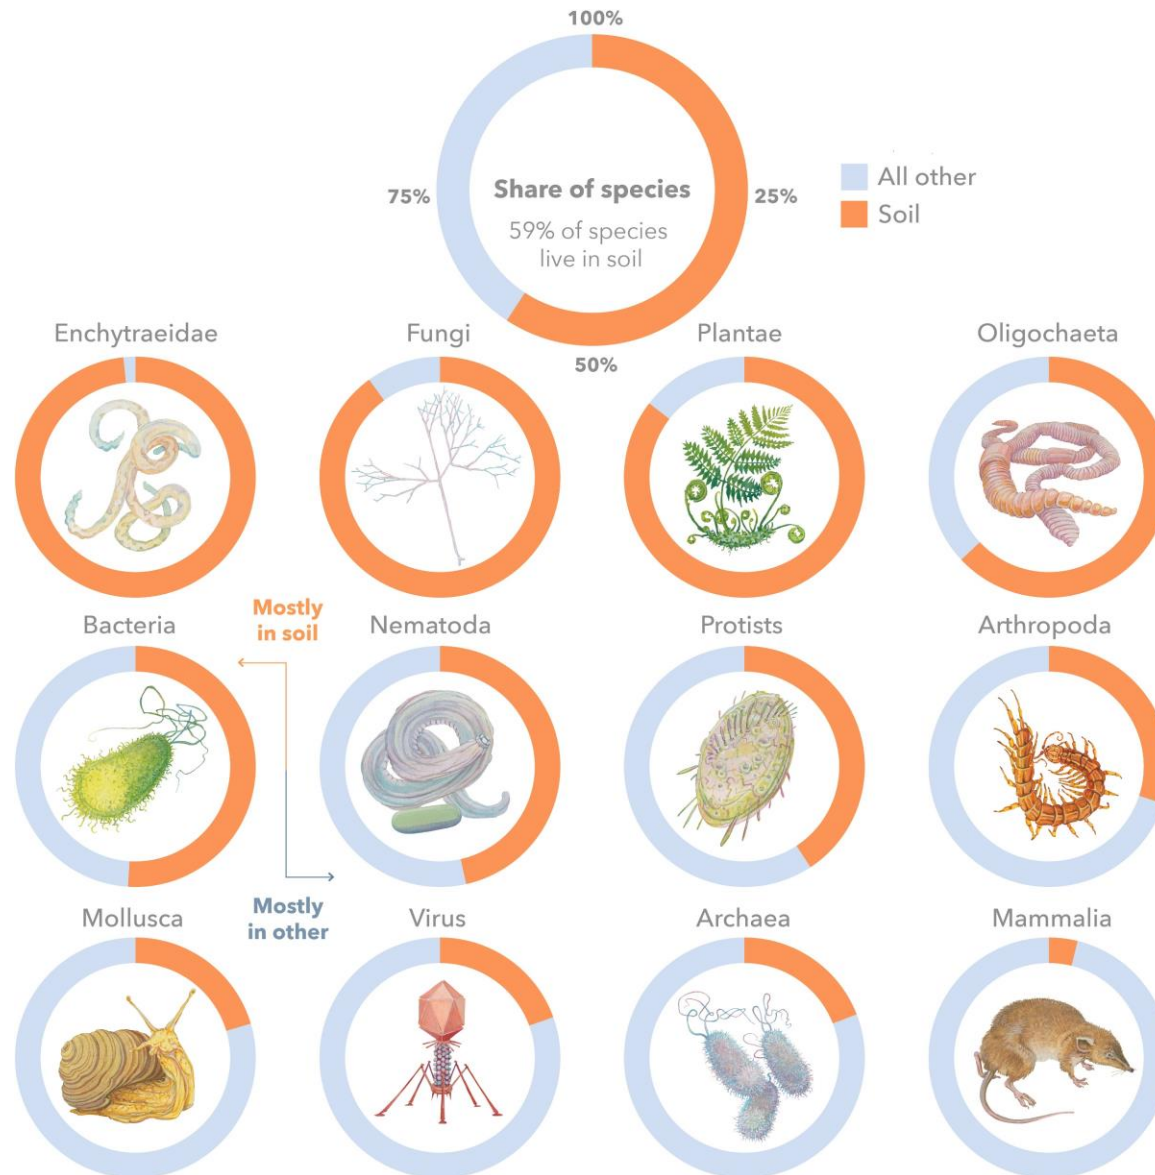 100%
75%
Share of species
25%
59% of species
live in soil
All other
Soil
50%
Enchytraeidae
Fungi
Plantae
Oligochaeta
Mostly
in soil
Bacteria
Nematoda
Protists
Arthropoda
Mostly
in other
Mollusca
Virus
Archaea
Mammalia